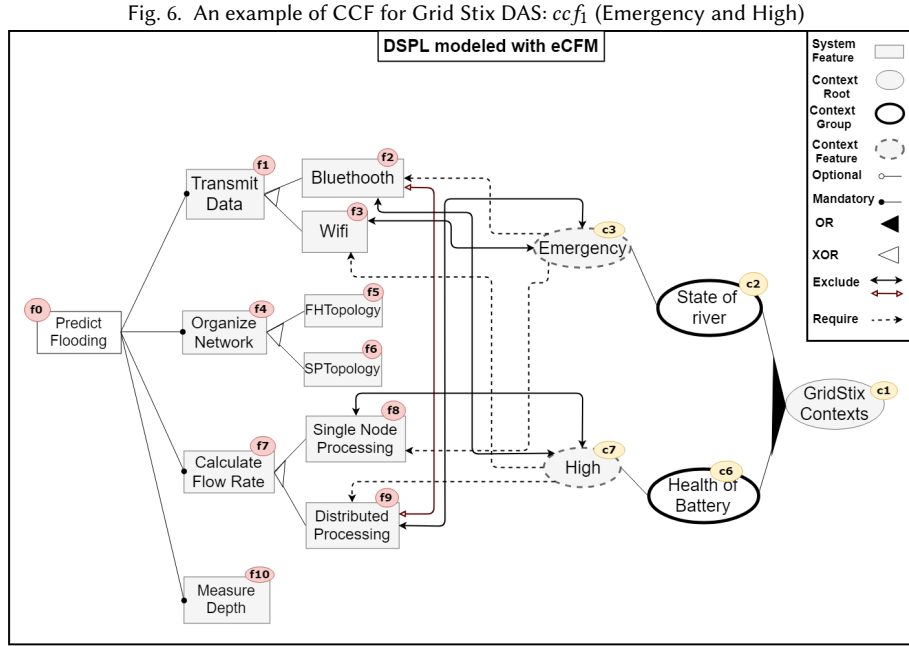 Fig. 6. An example of CCF for Grid Stix DAS: ccf1 (Emergency and High)
DSPL modeled with eCFM
System
Feature
Context
Root
Context
Group
Context
Feature
Optional
Mandatory
OR
XOR
Exclude
Require
f0
Predict
Flooding
f1
Transmit
Data
f2
Bluethooth
f3
Wifi
f4
Organize
Network
f5
FHTopology
f6
SPTopology
f7
Calculate
Flow Rate
f8
Single Node
Processing
f9
Distributed
Processing
f10
Measure
Depth
c3
Emergency
c2
State of
river
c7
High
c6
Health of
Battery
c1
GridStix
Contexts